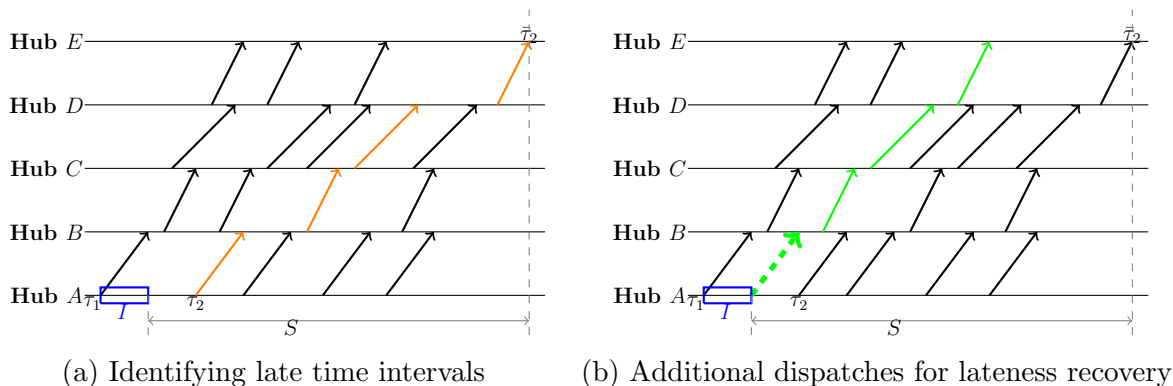 Hub E
τ̄₂
Hub D
Hub C
Hub B
Hub A
τ₁
I
τ₂
S
(a) Identifying late time intervals
Hub E
τ̄₂
Hub D
Hub C
Hub B
Hub A
τ₁
I
τ₂
S
(b) Additional dispatches for lateness recovery